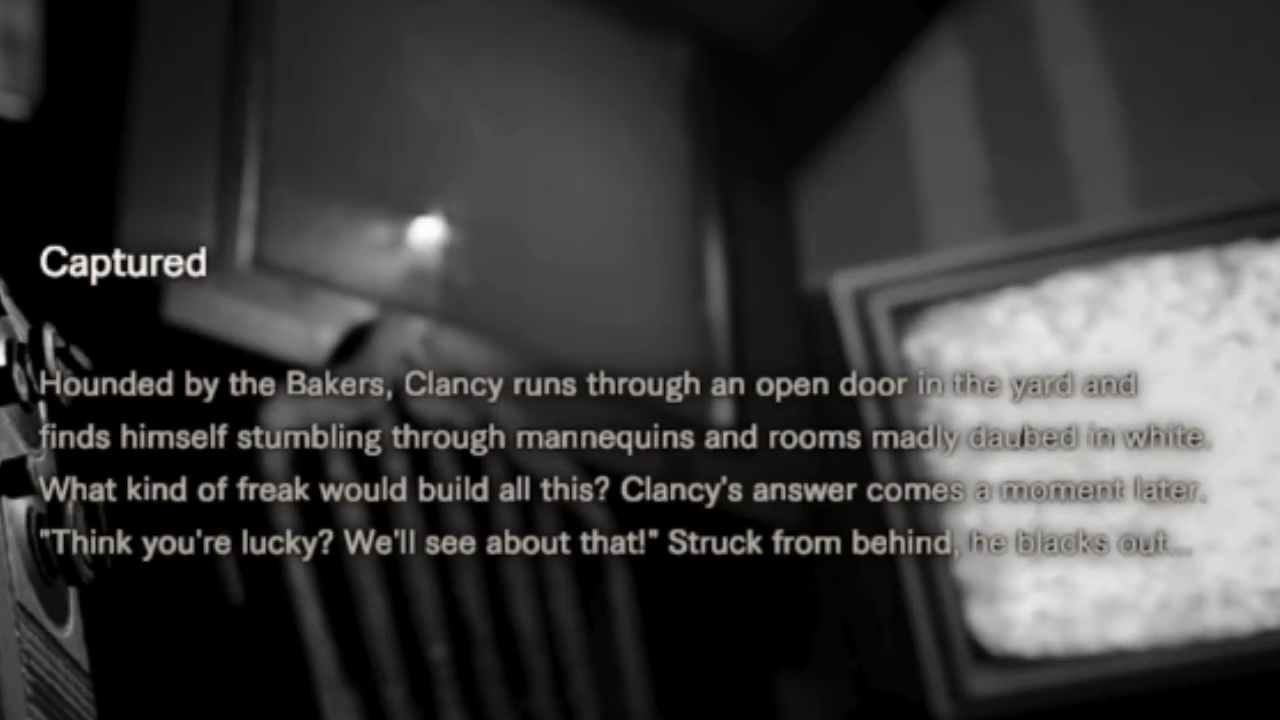 Captured
Hounded by the Bakers, Clancy runs through an open door in the yard and
finds himself stumbling through mannequins and rooms madly daubed in white.
What kind of freak would build all this? Clancy's answer comes a moment later.
"Think you're lucky? We'll see about that!" Struck from behind, he blacks out...